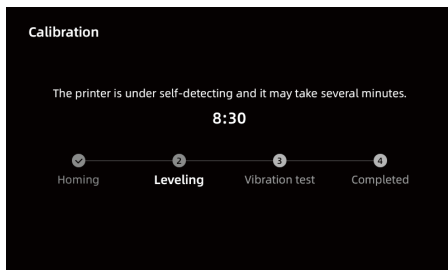 Calibration
The printer is under self-detecting and it may take several minutes.
8:30
2 3 4
Homing Leveling Vibration test Completed